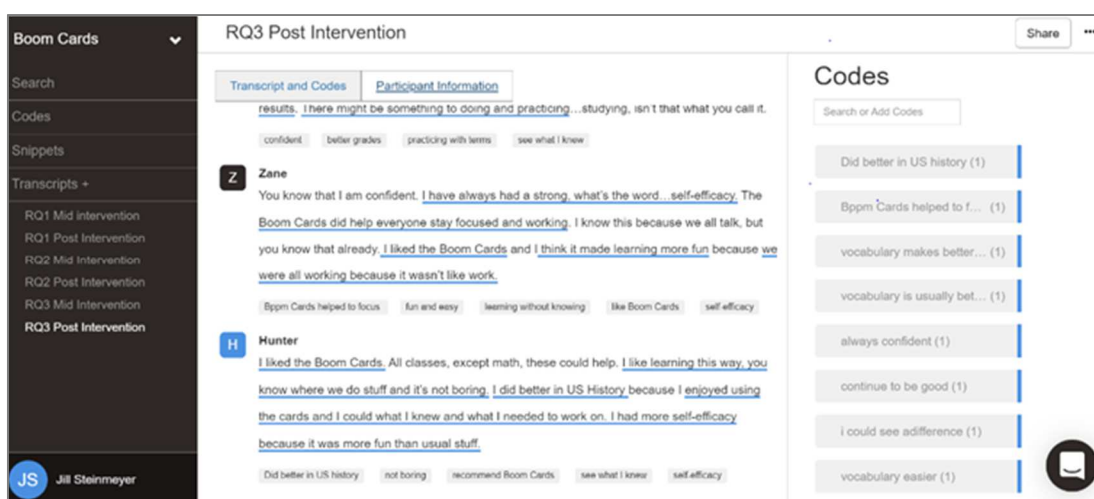 Boom Cards
Search
Codes
Snippets
Transcripts +
RQ1 Mid intervention
RQ1 Post Intervention
RQ2 Mid Intervention
RQ2 Post Intervention
RQ3 Mid Intervention
RQ3 Post Intervention
JS Jill Steinmeyer
RQ3 Post Intervention
Share
Transcript and Codes Participant Information
results. There might be something to doing and practicing…studying, isn't that what you call it.
confident better grades practicing with terms see what I knew
Z Zane
You know that I am confident. I have always had a strong, what's the word…self-efficacy. The
Boom Cards did help everyone stay focused and working. I know this because we all talk, but
you know that already. I liked the Boom Cards and I think it made learning more fun because we
were all working because it wasn't like work.
Bppm Cards helped to focus fun and easy learning without knowing like Boom Cards self efficacy
H Hunter
I liked the Boom Cards. All classes, except math, these could help. I like learning this way, you
know where we do stuff and it's not boring. I did better in US History because I enjoyed using
the cards and I could what I knew and what I needed to work on. I had more self-efficacy
because it was more fun than usual stuff.
Did better in US history not boring recommend Boom Cards see what I knew self efficacy
Codes
Search or Add Codes
Did better in US history (1)
Bppm Cards helped to f... (1)
vocabulary makes better... (1)
vocabulary is usually bet... (1)
always confident (1)
continue to be good (1)
i could see adifference (1)
vocabulary easier (1)